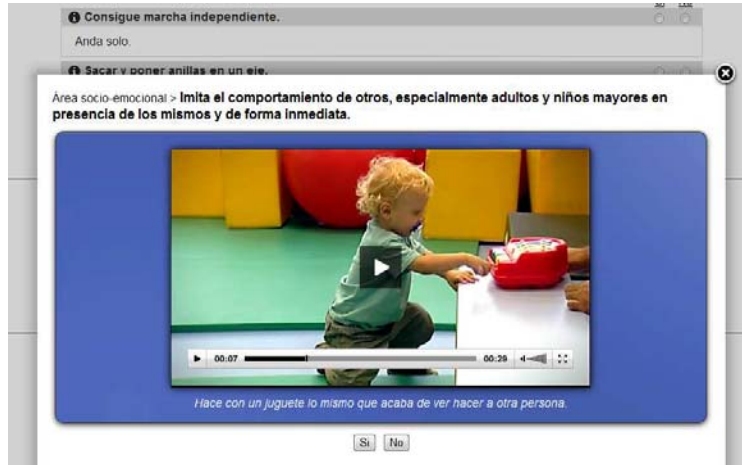 Consigue marcha independiente.
Anda solo.
Sacar y poner anillas en un eje.
Área socio-emocional > Imita el comportamiento de otros, especialmente adultos y niños mayores en
presencia de los mismos y de forma inmediata.
00:07 00:29
Hace con un juguete lo mismo que acaba de ver hacer a otra persona.
Si No